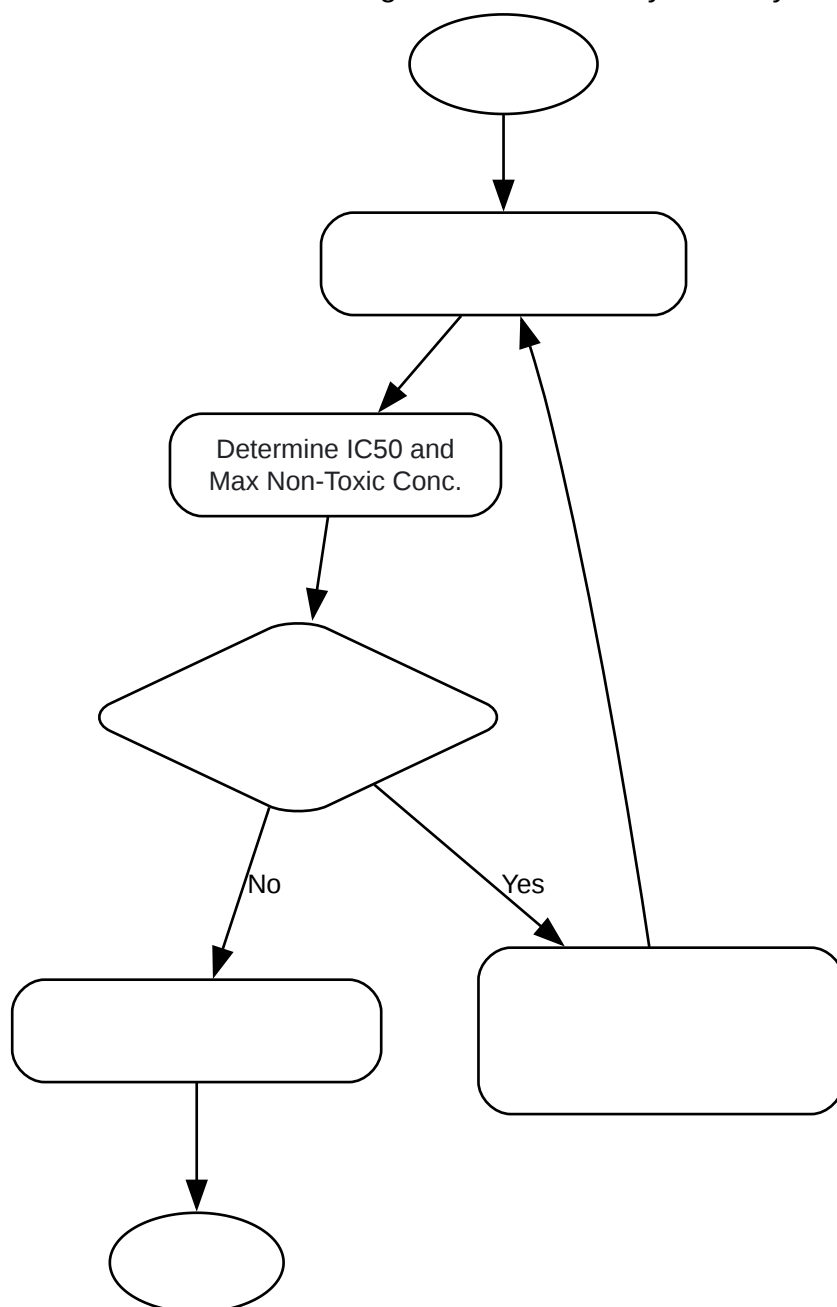 Determine IC50 and
Max Non-Toxic Conc.
No
Yes